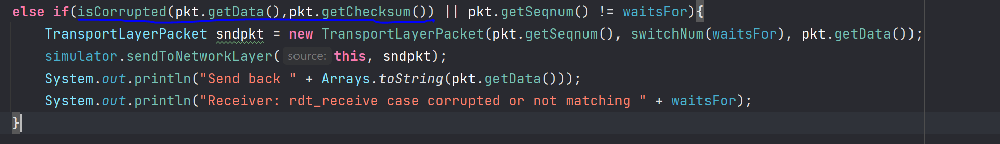 else if(isCorrupted(pkt.getData(),pkt.getChecksum()) || pkt.getSeqnum() != waitsFor){
TransportLayerPacket sndpkt = new TransportLayerPacket(pkt.getSeqnum(), switchNum(waitsFor), pkt.getData());
simulator.sendToNetworkLayer( source: this, sndpkt);
System.out.println("Send back " + Arrays.toString(pkt.getData()));
System.out.println("Receiver: rdt_receive case corrupted or not matching " + waitsFor);
}